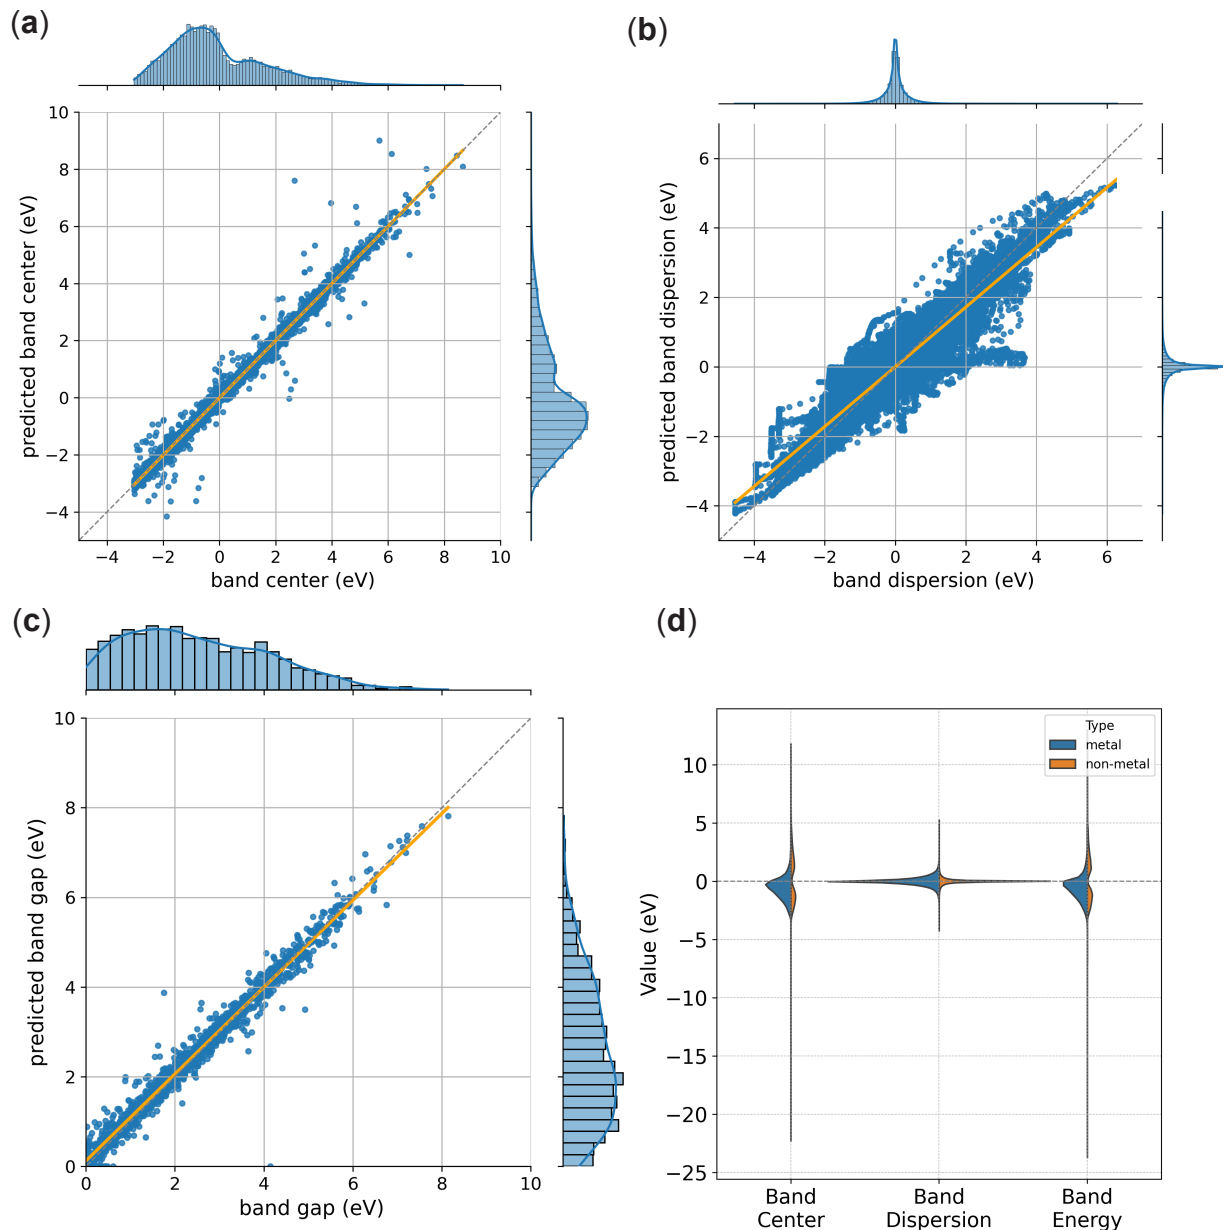 (a)
10
8
6
4
2
0
−2
−4
predicted band center (eV)
−4 −2 0 2 4 6 8 10
band center (eV)
(b)
6
4
2
0
−2
−4
predicted band dispersion (eV)
−4 −2 0 2 4 6
band dispersion (eV)
(c)
10
8
6
4
2
0
predicted band gap (eV)
0 2 4 6 8 10
band gap (eV)
(d)
Type
metal
non-metal
10
5
0
−5
−10
−15
−20
−25
Value (eV)
Band Center
Band Dispersion
Band Energy